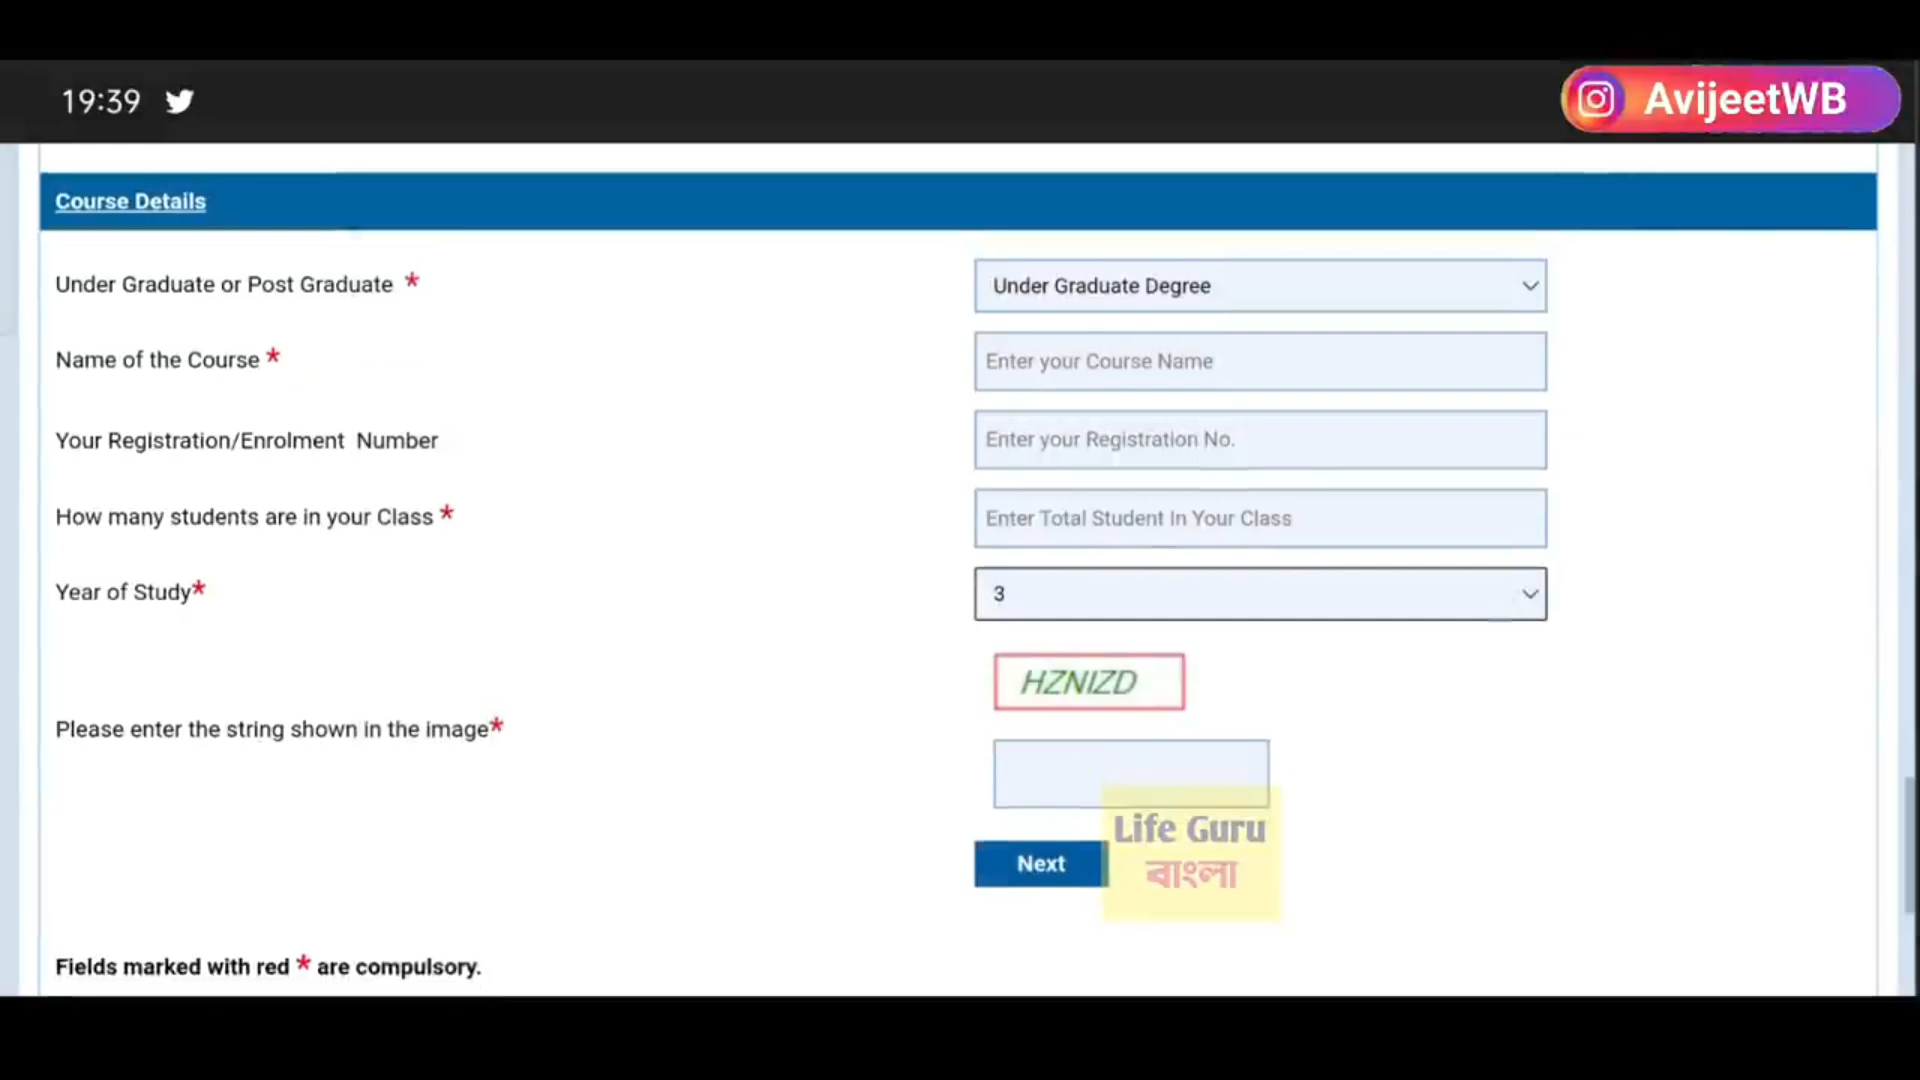 19:39
AvijeetWB
Course Details
Under Graduate or Post Graduate *
Under Graduate Degree
Name of the Course *
Enter your Course Name
Your Registration/Enrolment Number
Enter your Registration No.
How many students are in your Class *
Enter Total Student In Your Class
Year of Study*
3
HZNIZD
Please enter the string shown in the image*
Life Guru
বাংলা
Next
Fields marked with red * are compulsory.